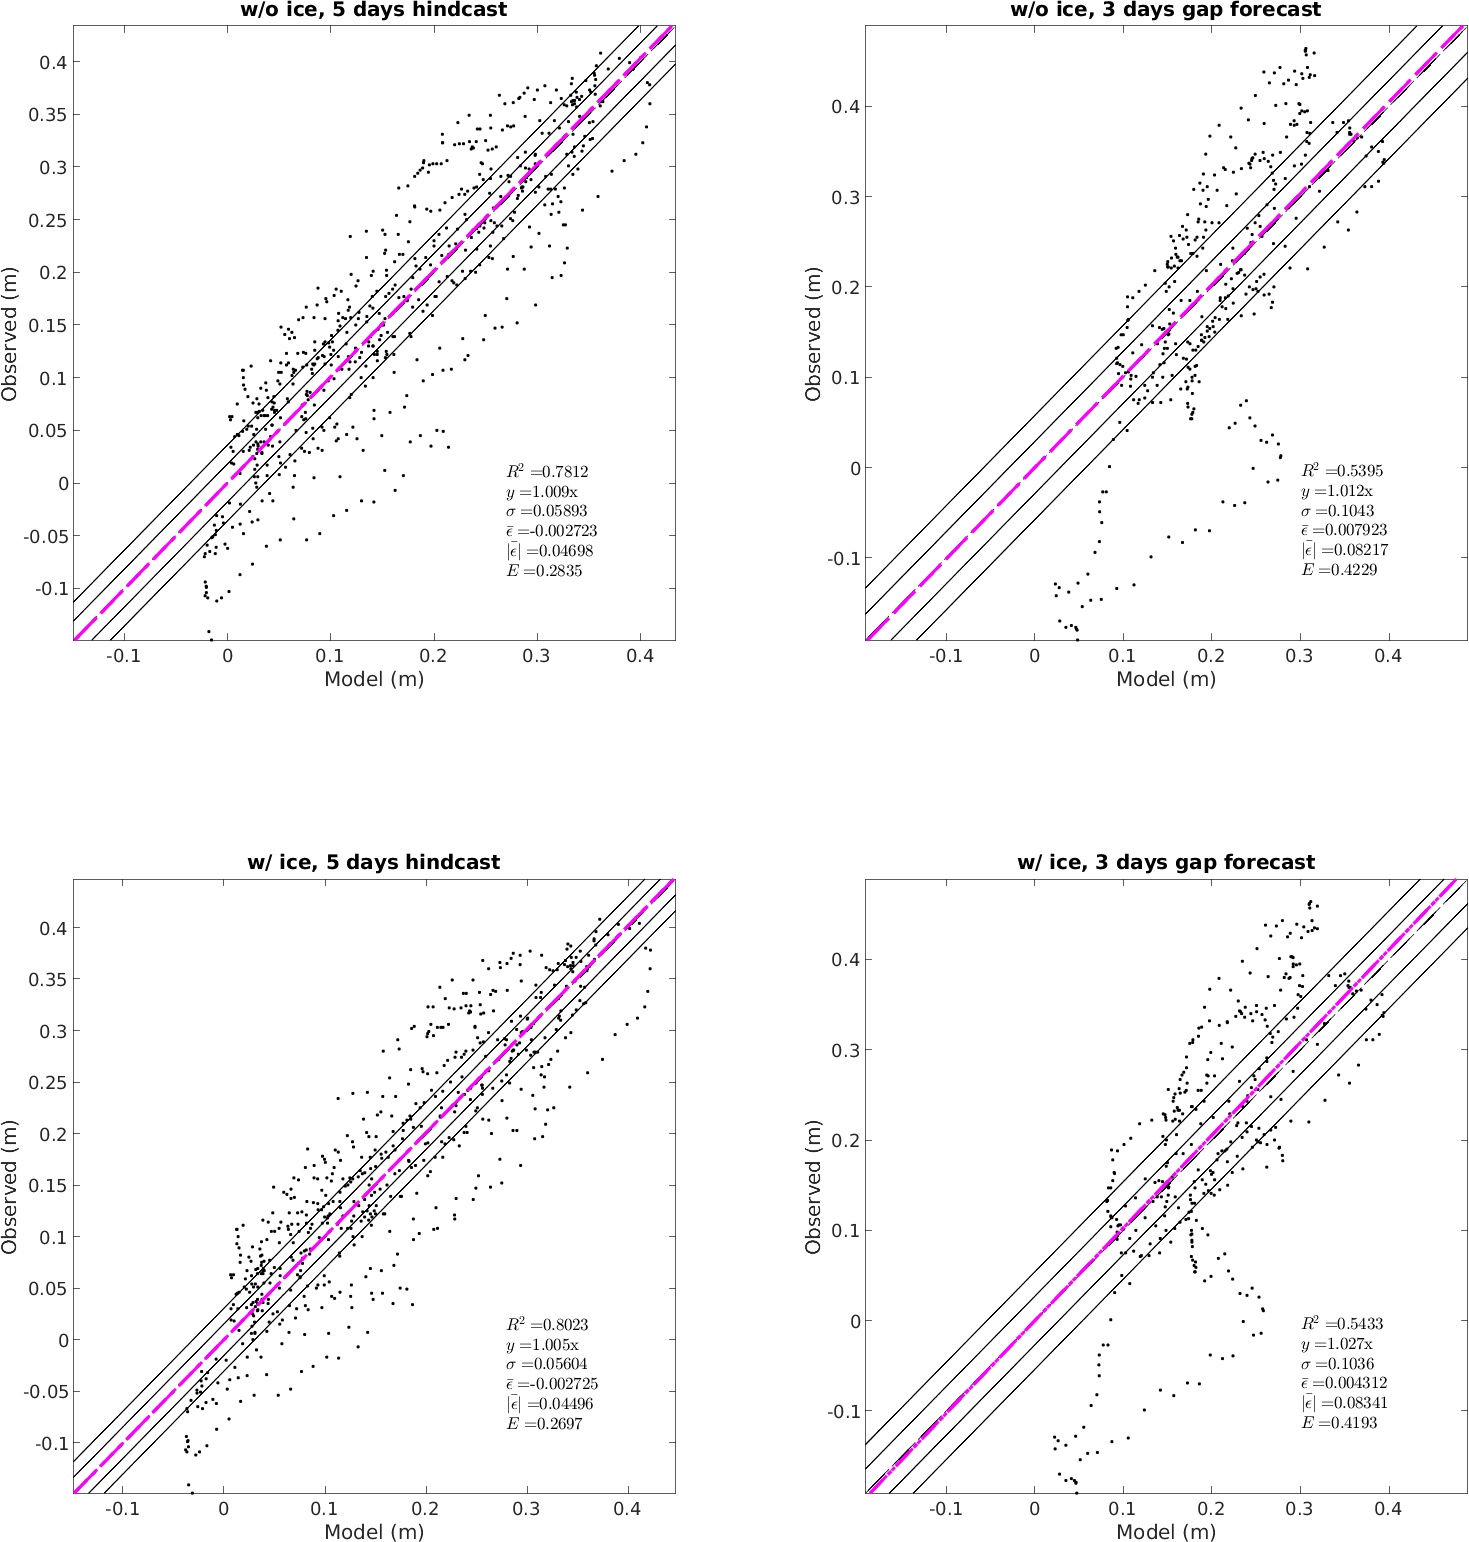 w/o ice, 5 days hindcast
0.4
0.35
0.3
0.25
0.2
0.15
0.1
0.05
0
-0.05
-0.1
Observed (m)
R² =0.7812
y =1.009x
σ =0.05893
ε̄ =-0.002723
|ε̄| =0.04698
E =0.2835
-0.1 0 0.1 0.2 0.3 0.4
Model (m)
w/o ice, 3 days gap forecast
0.4
0.3
0.2
0.1
0
-0.1
Observed (m)
R² =0.5395
y =1.012x
σ =0.1043
ε̄ =0.007923
|ε̄| =0.08217
E =0.4229
-0.1 0 0.1 0.2 0.3 0.4
Model (m)
w/ ice, 5 days hindcast
0.4
0.35
0.3
0.25
0.2
0.15
0.1
0.05
0
-0.05
-0.1
Observed (m)
R² =0.8023
y =1.005x
σ =0.05604
ε̄ =-0.002725
|ε̄| =0.04496
E =0.2697
-0.1 0 0.1 0.2 0.3 0.4
Model (m)
w/ ice, 3 days gap forecast
0.4
0.3
0.2
0.1
0
-0.1
Observed (m)
R² =0.5433
y =1.027x
σ =0.1036
ε̄ =0.004312
|ε̄| =0.08341
E =0.4193
-0.1 0 0.1 0.2 0.3 0.4
Model (m)